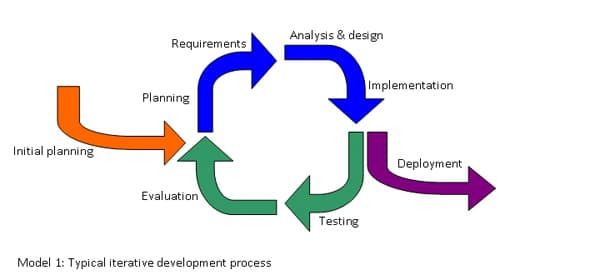 Analysis & design
Requirements
Implementation
Planning
Initial planning
Deployment
Evaluation
Testing
Model 1: Typical iterative development process